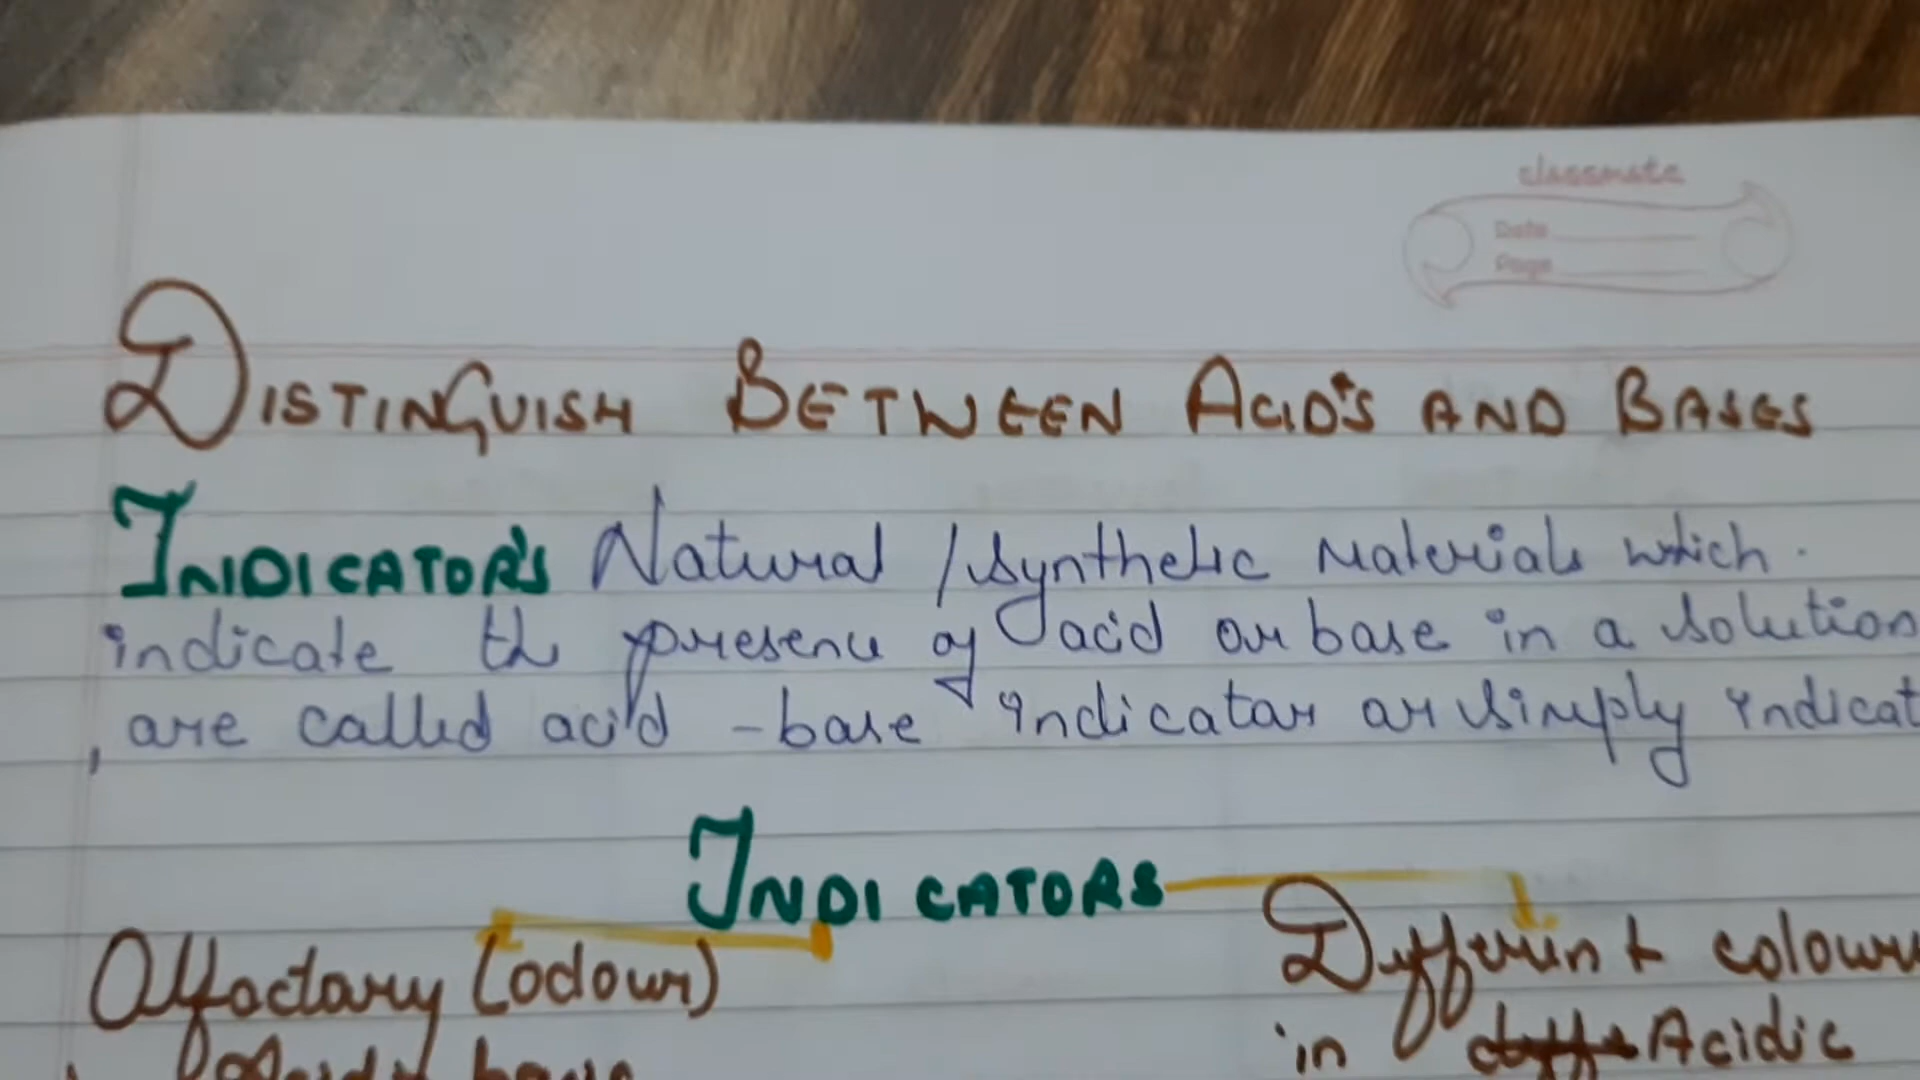 classmate
Date
Page
DISTINGUISH BETWEEN ACID'S AND BASES
INDICATOR'S Natural / synthetic materials which
indicate the presence of acid or base in a solution
, are called acid - base indicator or simply indicat
INDICATORS
Olfactory (odour)
Different colour
in Acidic